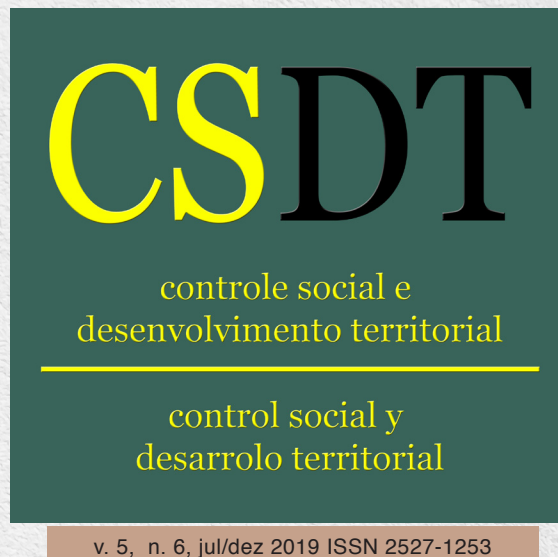 CSDT
controle social e
desenvolvimento territorial
control social y
desarrolo territorial
v. 5, n. 6, jul/dez 2019 ISSN 2527-1253